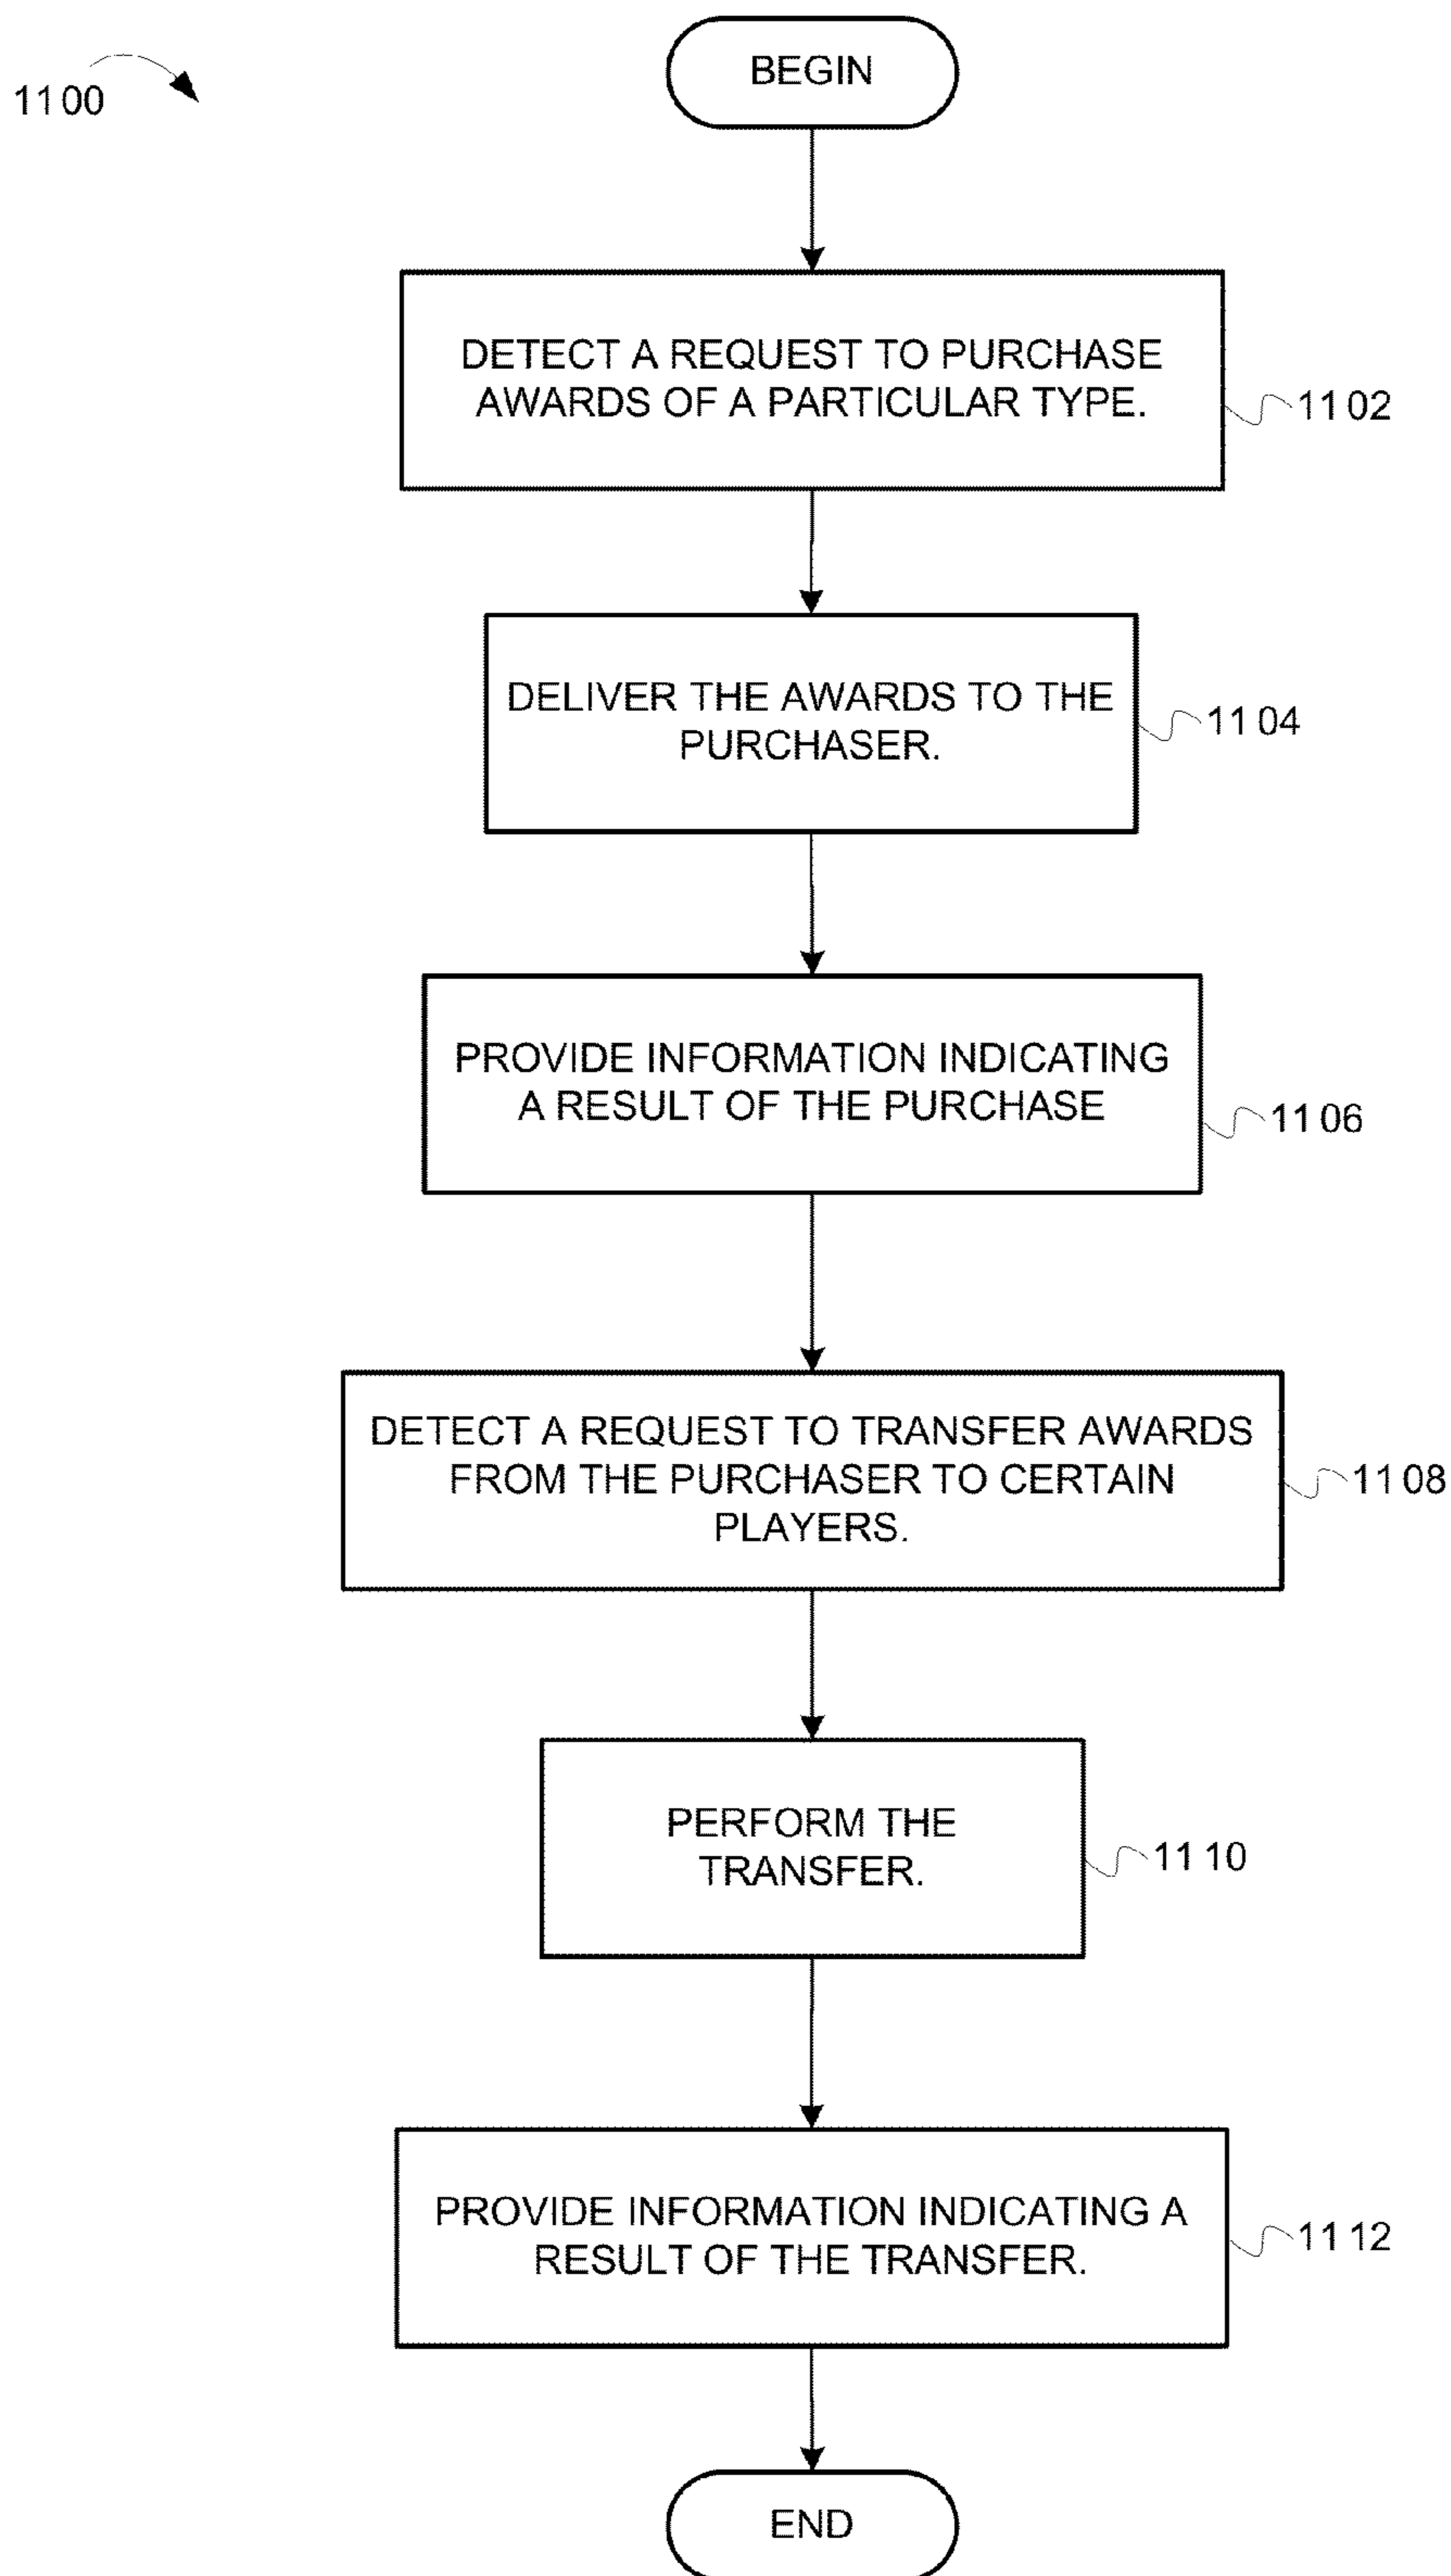 1100
BEGIN
DETECT A REQUEST TO PURCHASE
AWARDS OF A PARTICULAR TYPE.
1102
DELIVER THE AWARDS TO THE
PURCHASER.
1104
PROVIDE INFORMATION INDICATING
A RESULT OF THE PURCHASE
1106
DETECT A REQUEST TO TRANSFER AWARDS
FROM THE PURCHASER TO CERTAIN
PLAYERS.
1108
PERFORM THE
TRANSFER.
1110
PROVIDE INFORMATION INDICATING A
RESULT OF THE TRANSFER.
1112
END